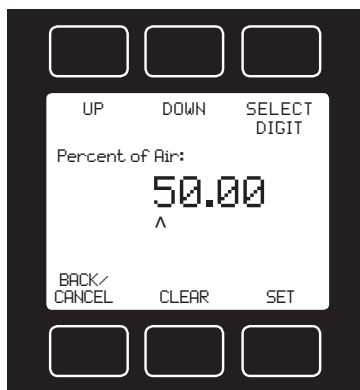 UP DOWN SELECT
DIGIT
Percent of Air:
50.00
^
BACK/
CANCEL CLEAR SET